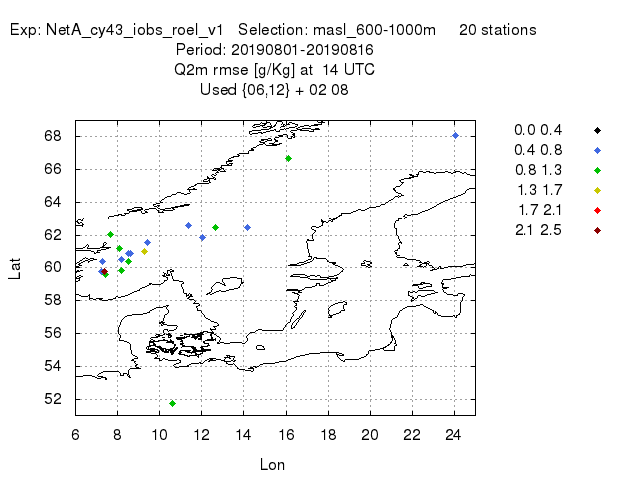 Exp: NetA_cy43_iobs_roel_v1   Selection: masl_600-1000m     20 stations
Period: 20190801-20190816
Q2m rmse [g/Kg] at  14 UTC
Used {06,12} + 02 08
68
66
64
62
60
58
56
54
52
Lat
6 8 10 12 14 16 18 20 22 24
Lon
0.0 0.4
0.4 0.8
0.8 1.3
1.3 1.7
1.7 2.1
2.1 2.5